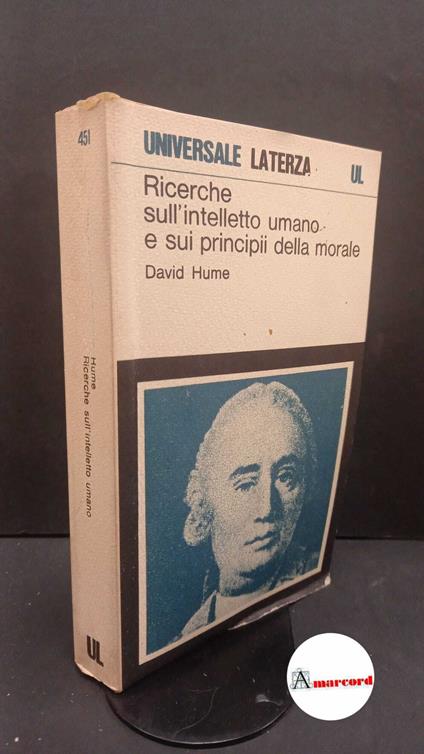 451
Hume
Ricerche sull'intelletto umano
UL
UNIVERSALE LATERZA
UL
Ricerche
sull'intelletto umano
e sui principii della morale
David Hume
Amarcord